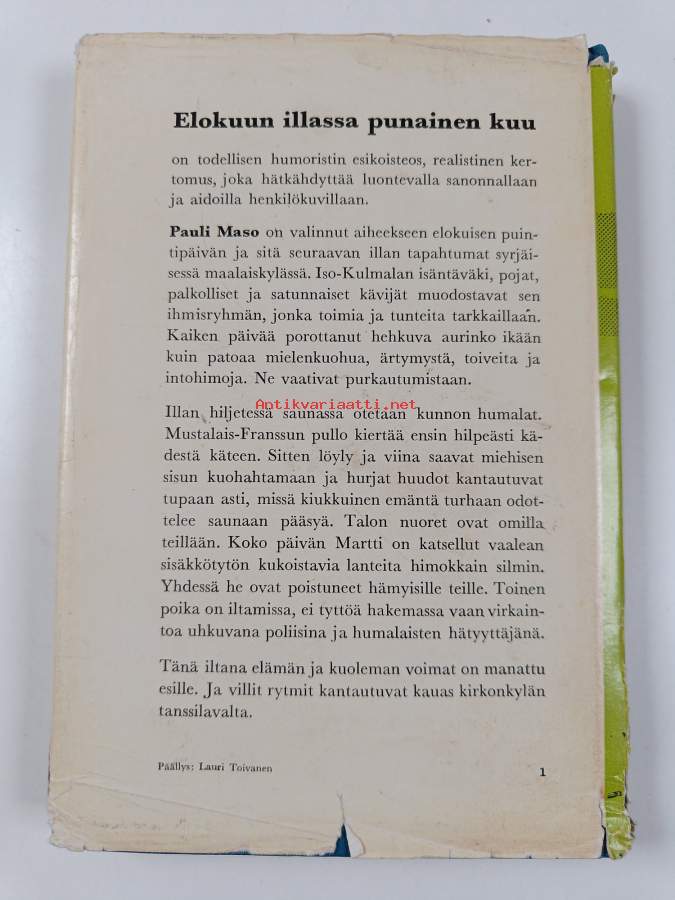 Elokuun illassa punainen kuu
on todellisen humoristin esikoisteos, realistinen ker-
tomus, joka hätkähdyttää luontevalla sanonnallaan
ja aidoilla henkilökuvillaan.
Pauli Maso on valinnut aiheekseen elokuisen puin-
tipäivän ja sitä seuraavan illan tapahtumat syrjäi-
sessä maalaiskylässä. Iso-Kulmalan isäntäväki, pojat,
palkolliset ja satunnaiset kävijät muodostavat sen
ihmisryhmän, jonka toimia ja tunteita tarkkaillaan.
Kaiken päivää porottanut hehkuva aurinko ikään
kuin patoaa mielenkuohua, ärtymystä, toiveita ja
intohimoja. Ne vaativat purkautumistaan.
Antikvariaatti.net
Illan hiljetessä saunassa otetaan kunnon humalat.
Mustalais-Franssun pullo kiertää ensin hilpeästi kä-
destä käteen. Sitten löyly ja viina saavat miehisen
sisun kuohahtamaan ja hurjat huudot kantautuvat
tupaan asti, missä kiukkuinen emäntä turhaan odot-
telee saunaan pääsyä. Talon nuoret ovat omilla
teillään. Koko päivän Martti on katsellut vaalean
sisäkkötytön kukoistavia lanteita himokkain silmin.
Yhdessä he ovat poistuneet hämyisille teille. Toinen
poika on iltamissa, ei tyttöä hakemassa vaan virkain-
toa uhkuvana poliisina ja humalaisten hätyyttäjänä.
Tänä iltana elämän ja kuoleman voimat on manattu
esille. Ja villit rytmit kantautuvat kauas kirkonkylän
tanssilavalta.
Päällys: Lauri Toivanen
1